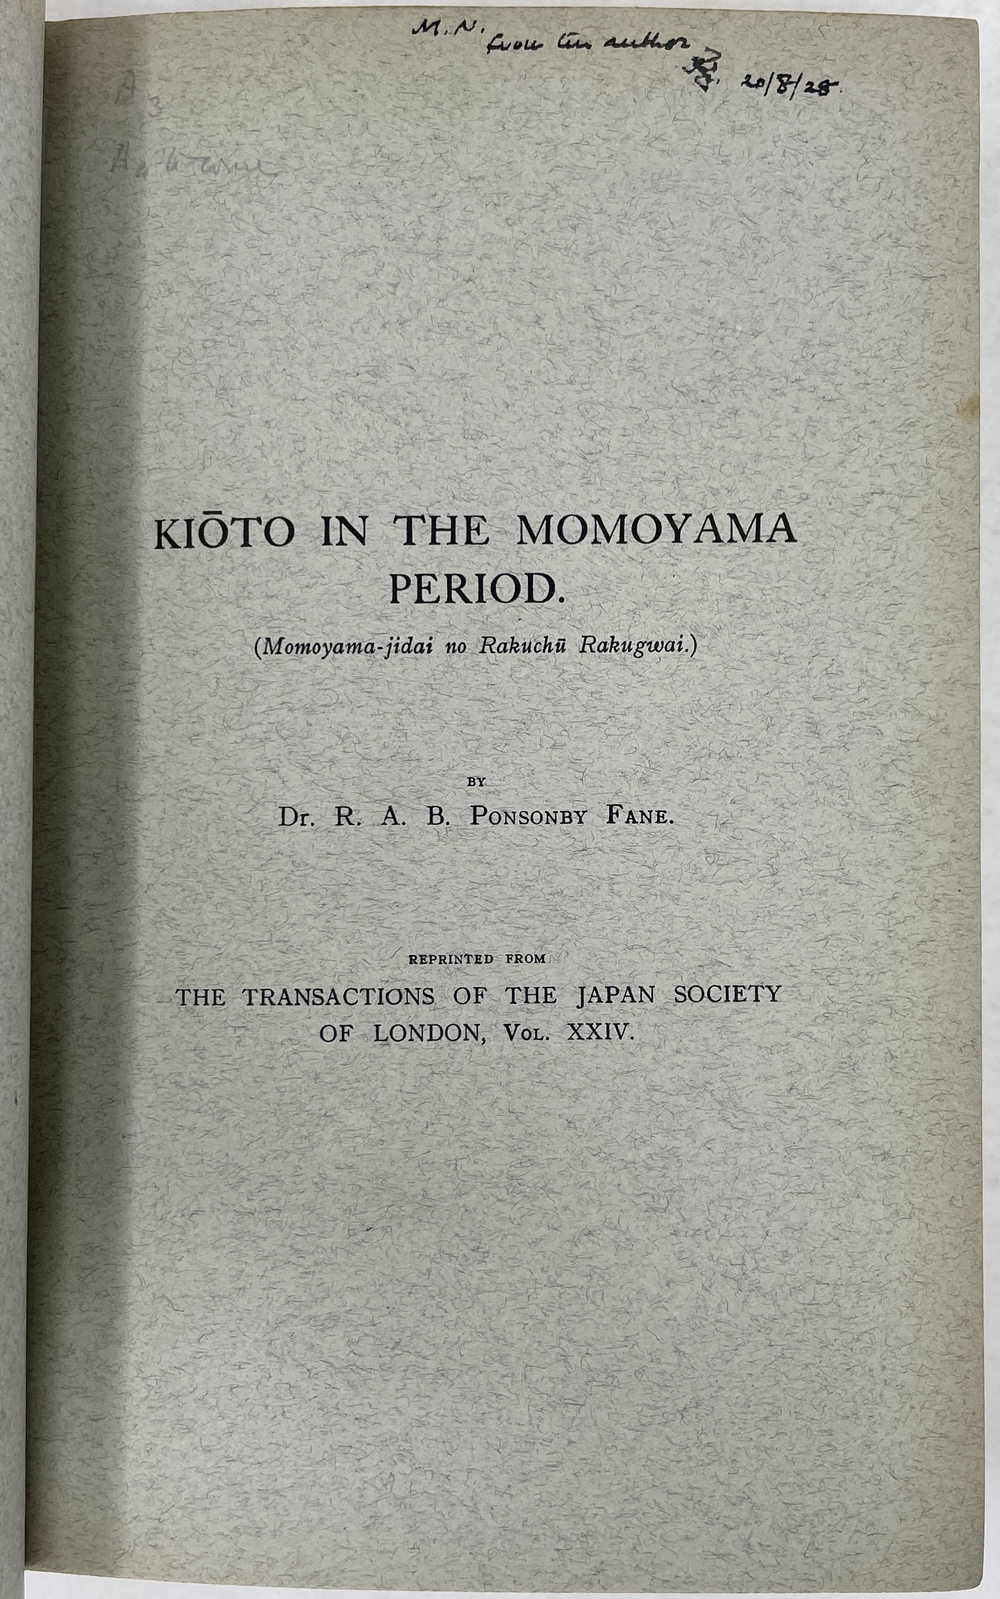 M. N.
from the author
20/8/28.
A 3
KIŌTO IN THE MOMOYAMA
PERIOD.
(Momoyama-jidai no Rakuchū Rakugwai.)
BY
Dr. R. A. B. PONSONBY FANE.
REPRINTED FROM
THE TRANSACTIONS OF THE JAPAN SOCIETY
OF LONDON, VOL. XXIV.